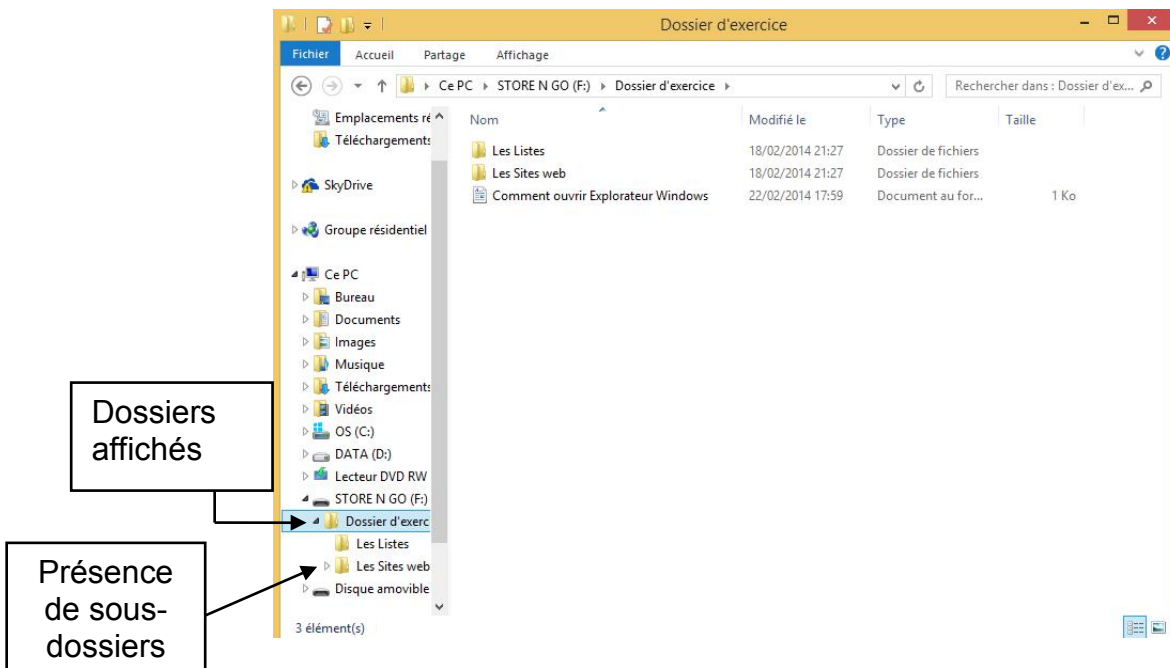 Dossier d'exercice
Fichier Accueil Partage Affichage
Ce PC STORE N GO (F:) Dossier d'exercice
Rechercher dans : Dossier d'ex...
Emplacements ré
Téléchargements
SkyDrive
Groupe résidentiel
Ce PC
Bureau
Documents
Images
Musique
Téléchargements
Vidéos
OS (C:)
DATA (D:)
Lecteur DVD RW
STORE N GO (F:)
Dossier d'exerc
Les Listes
Les Sites web
Disque amovible
Nom Modifié le Type Taille
Les Listes 18/02/2014 21:27 Dossier de fichiers
Les Sites web 18/02/2014 21:27 Dossier de fichiers
Comment ouvrir Explorateur Windows 22/02/2014 17:59 Document au for... 1 Ko
3 élément(s)
Dossiers
affichés
Présence
de sous-
dossiers